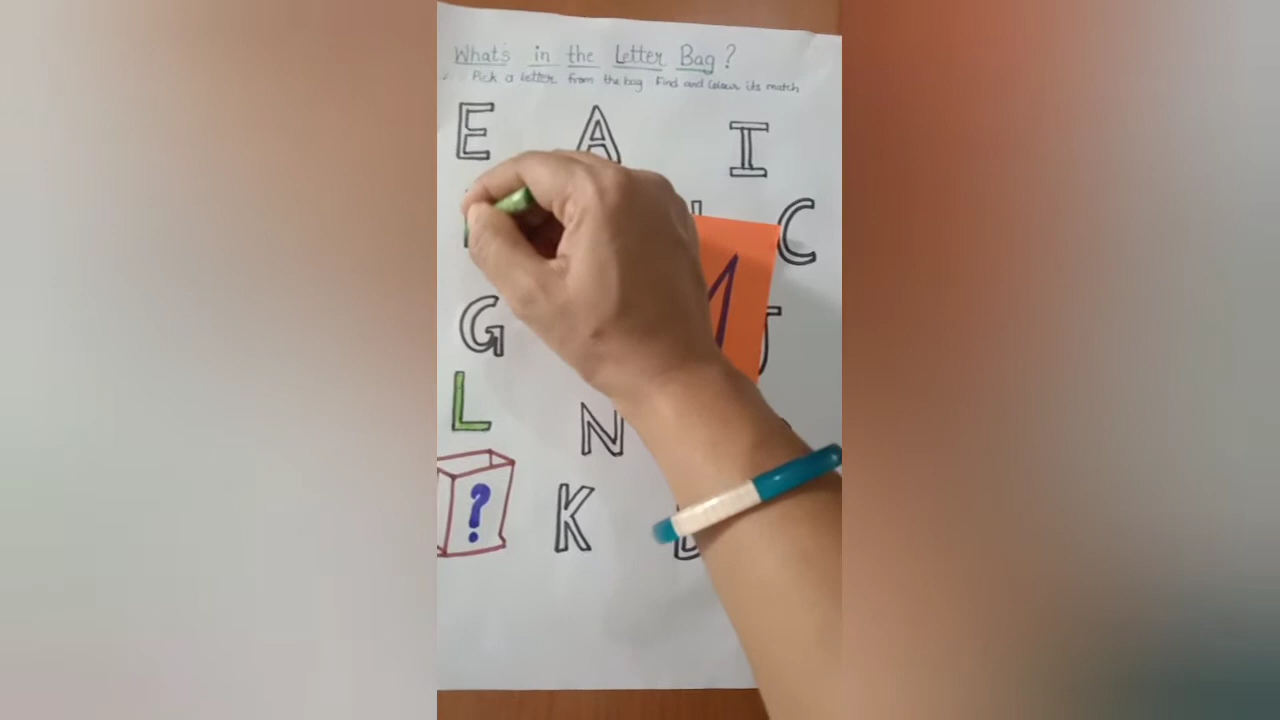 What's in the Letter Bag?
Pick a letter from the bag Find and Colour its match
E A I
C
G J
L N
? K